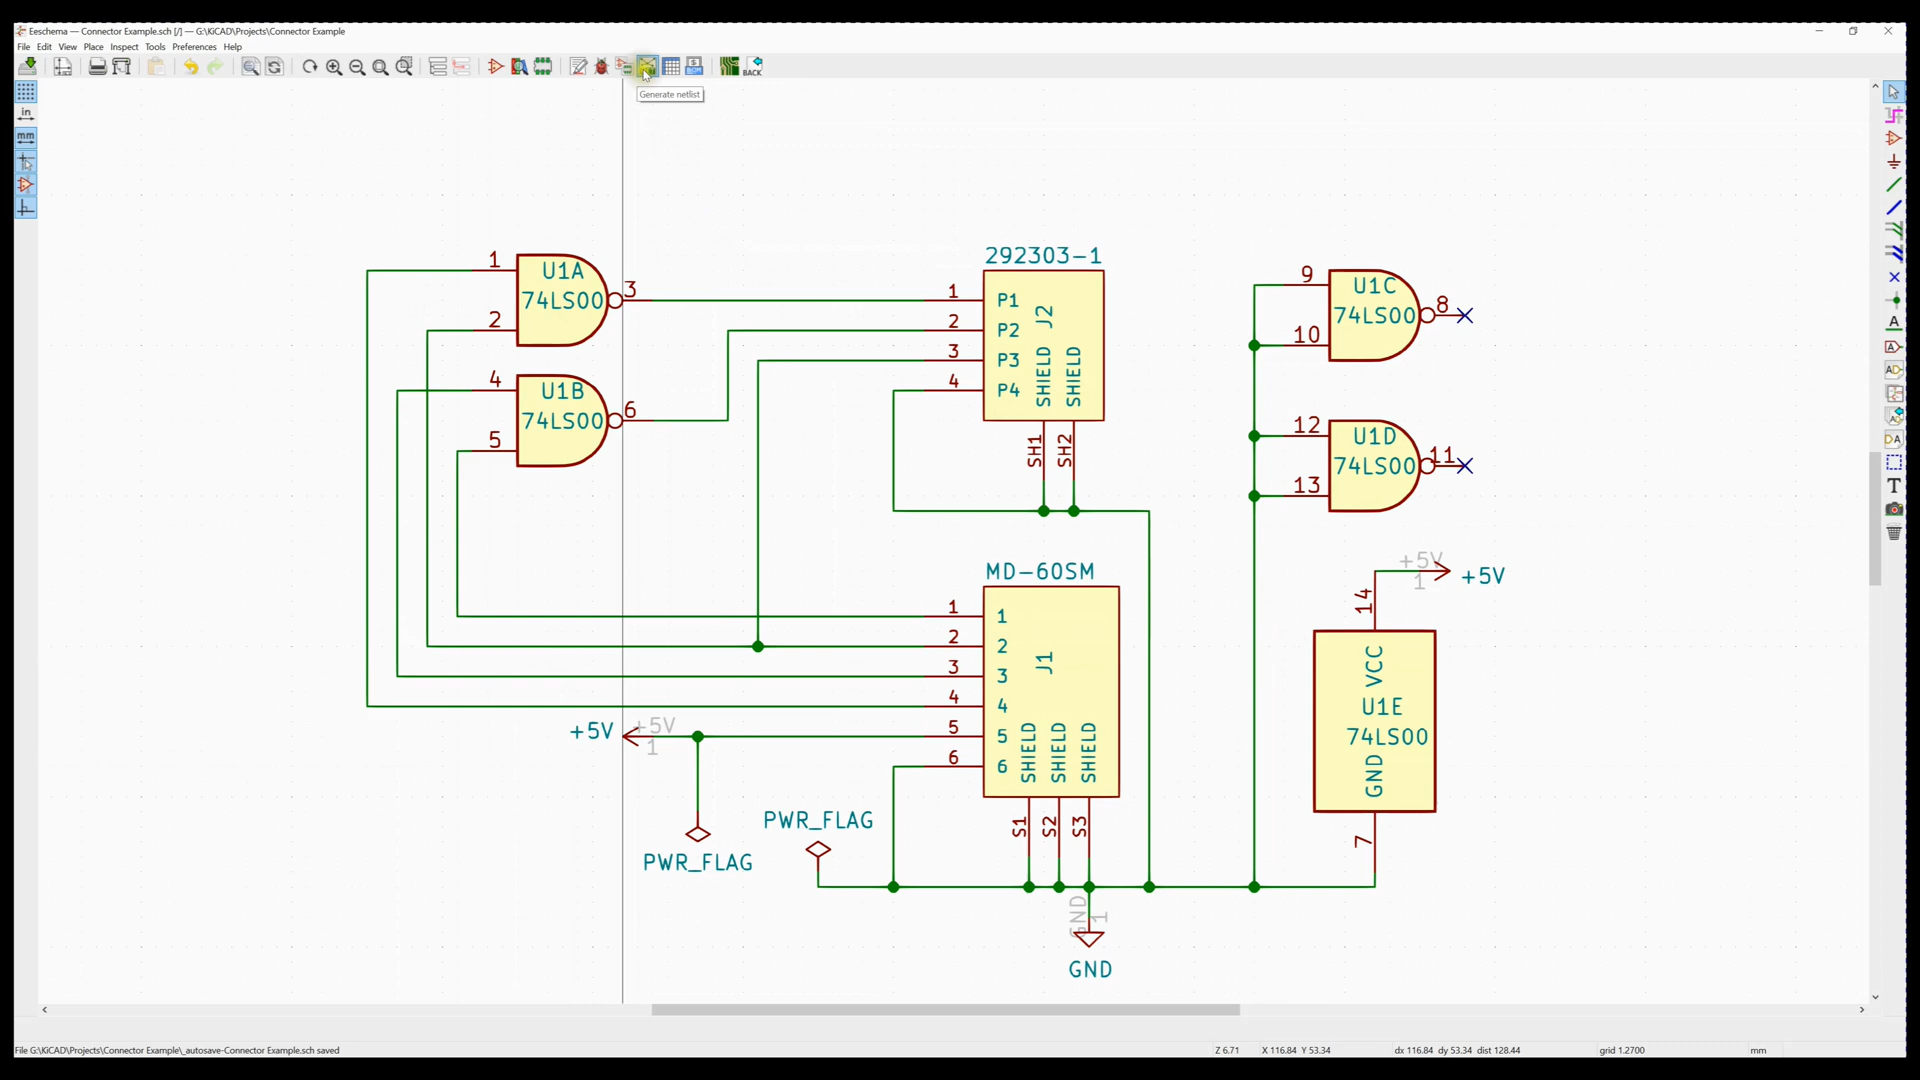 Eeschema — Connector Example.sch [/] — G:\KiCAD\Projects\Connector Example
File Edit View Place Inspect Tools Preferences Help
BACK
Generate netlist
in
mm
292303-1
1 U1A 3
74LS00
2
4 U1B 6
74LS00
5
1 P1
2 P2
3 P3
4 P4
J2
SHIELD SHIELD
SH1 SH2
9 U1C 8
74LS00
10
12 U1D 11
74LS00
13
+5V
1
+5V
14
VCC
U1E
74LS00
GND
7
MD-60SM
1 1
2 2
3 3
4 4
5 5
6 6
J1
SHIELD SHIELD SHIELD
S1 S2 S3
+5V +5V
1
PWR_FLAG
PWR_FLAG
GND 1
GND
A
T
File G:\KiCAD\Projects\Connector Example\_autosave-Connector Example.sch saved
Z 6.71 X 116.84 Y 53.34 dx 116.84 dy 53.34 dist 128.44 grid 1.2700 mm